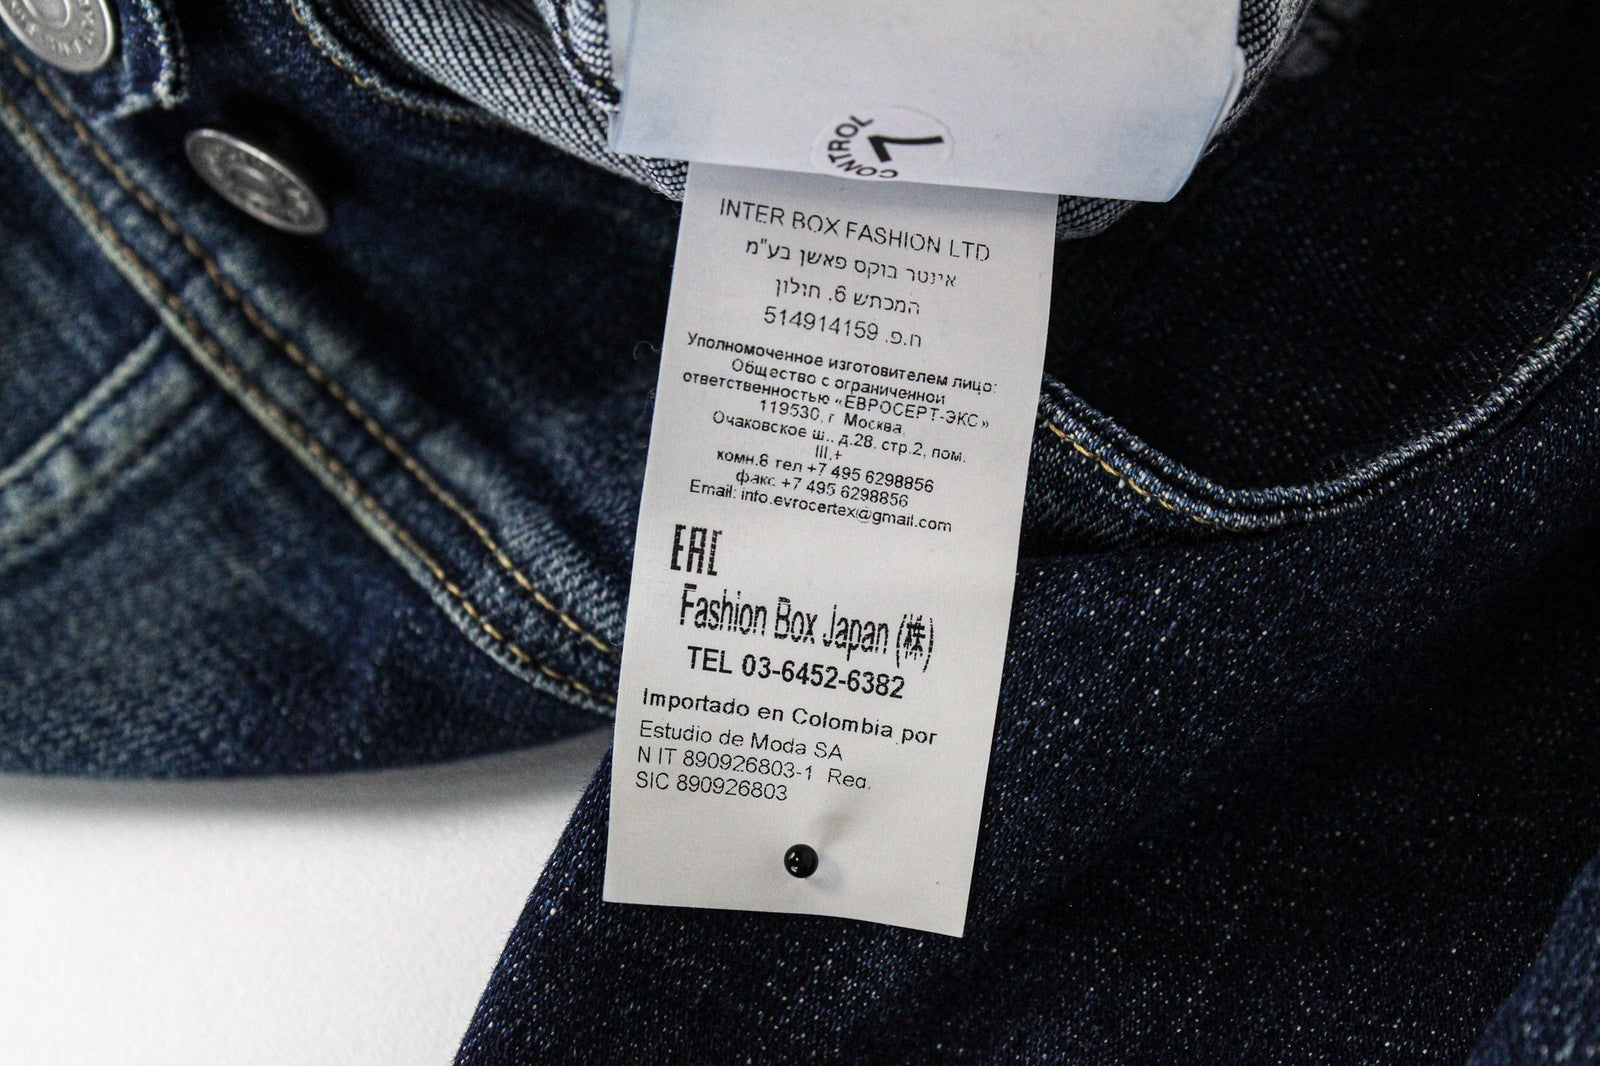 CONTROL
INTER BOX FASHION LTD
אינטר בוקס פאשן בע"מ
המכתש 6. חולון
ח.פ. 514914159
Уполномоченное изготовителем лицо:
Общество с ограниченной
ответственностью «ЕВРОСЕРТ-ЭКС»
119530, г. Москва,
Очаковское ш., д.28. стр.2, пом.
III,+
комн.8 тел +7 495 6298856
факс +7 495 6298856
Email: info.evrocertex@gmail.com
EAC
Fashion Box Japan (株)
TEL 03-6452-6382
Importado en Colombia por
Estudio de Moda SA
N IT 890926803-1 Reg.
SIC 890926803